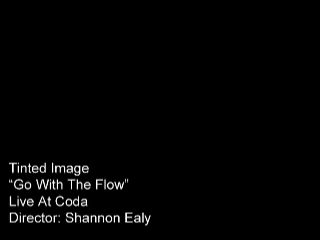 Tinted Image
“Go With The Flow”
Live At Coda
Director: Shannon Ealy